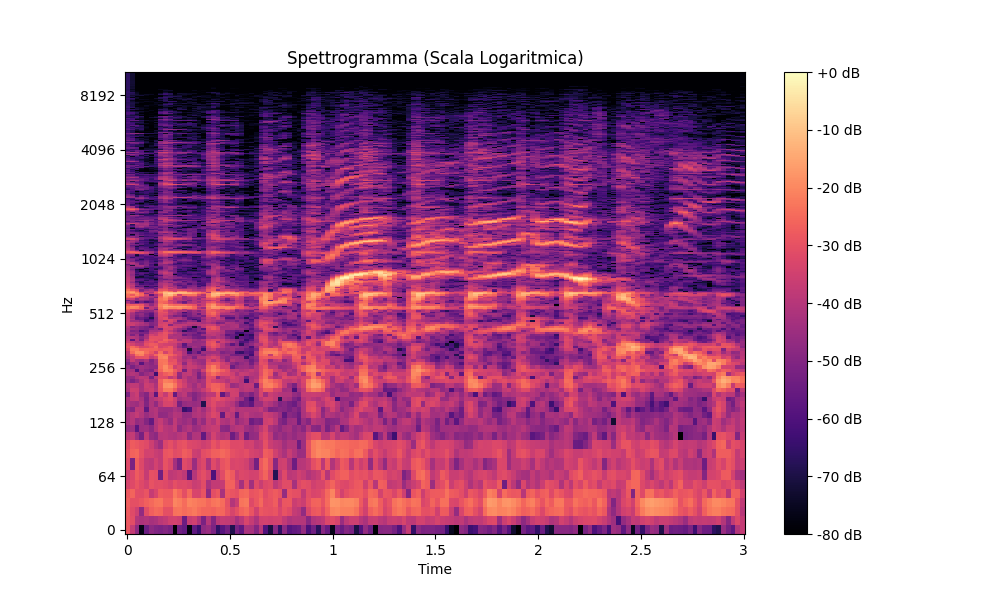 Spettrogramma (Scala Logaritmica)
Hz
8192
4096
2048
1024
512
256
128
64
0
0 0.5 1 1.5 2 2.5 3
Time
+0 dB
-10 dB
-20 dB
-30 dB
-40 dB
-50 dB
-60 dB
-70 dB
-80 dB